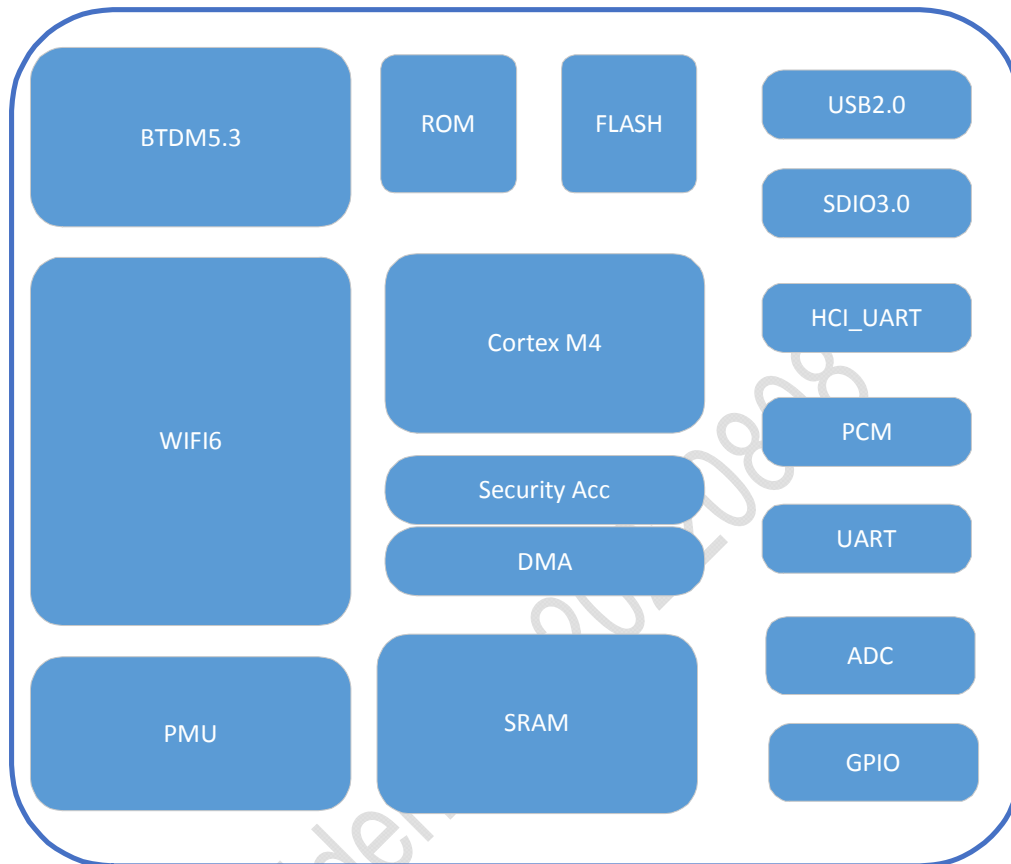 BTDM5.3
ROM
FLASH
USB2.0
SDIO3.0
WIFI6
Cortex M4
HCI_UART
PCM
Security Acc
UART
DMA
PMU
SRAM
ADC
GPIO